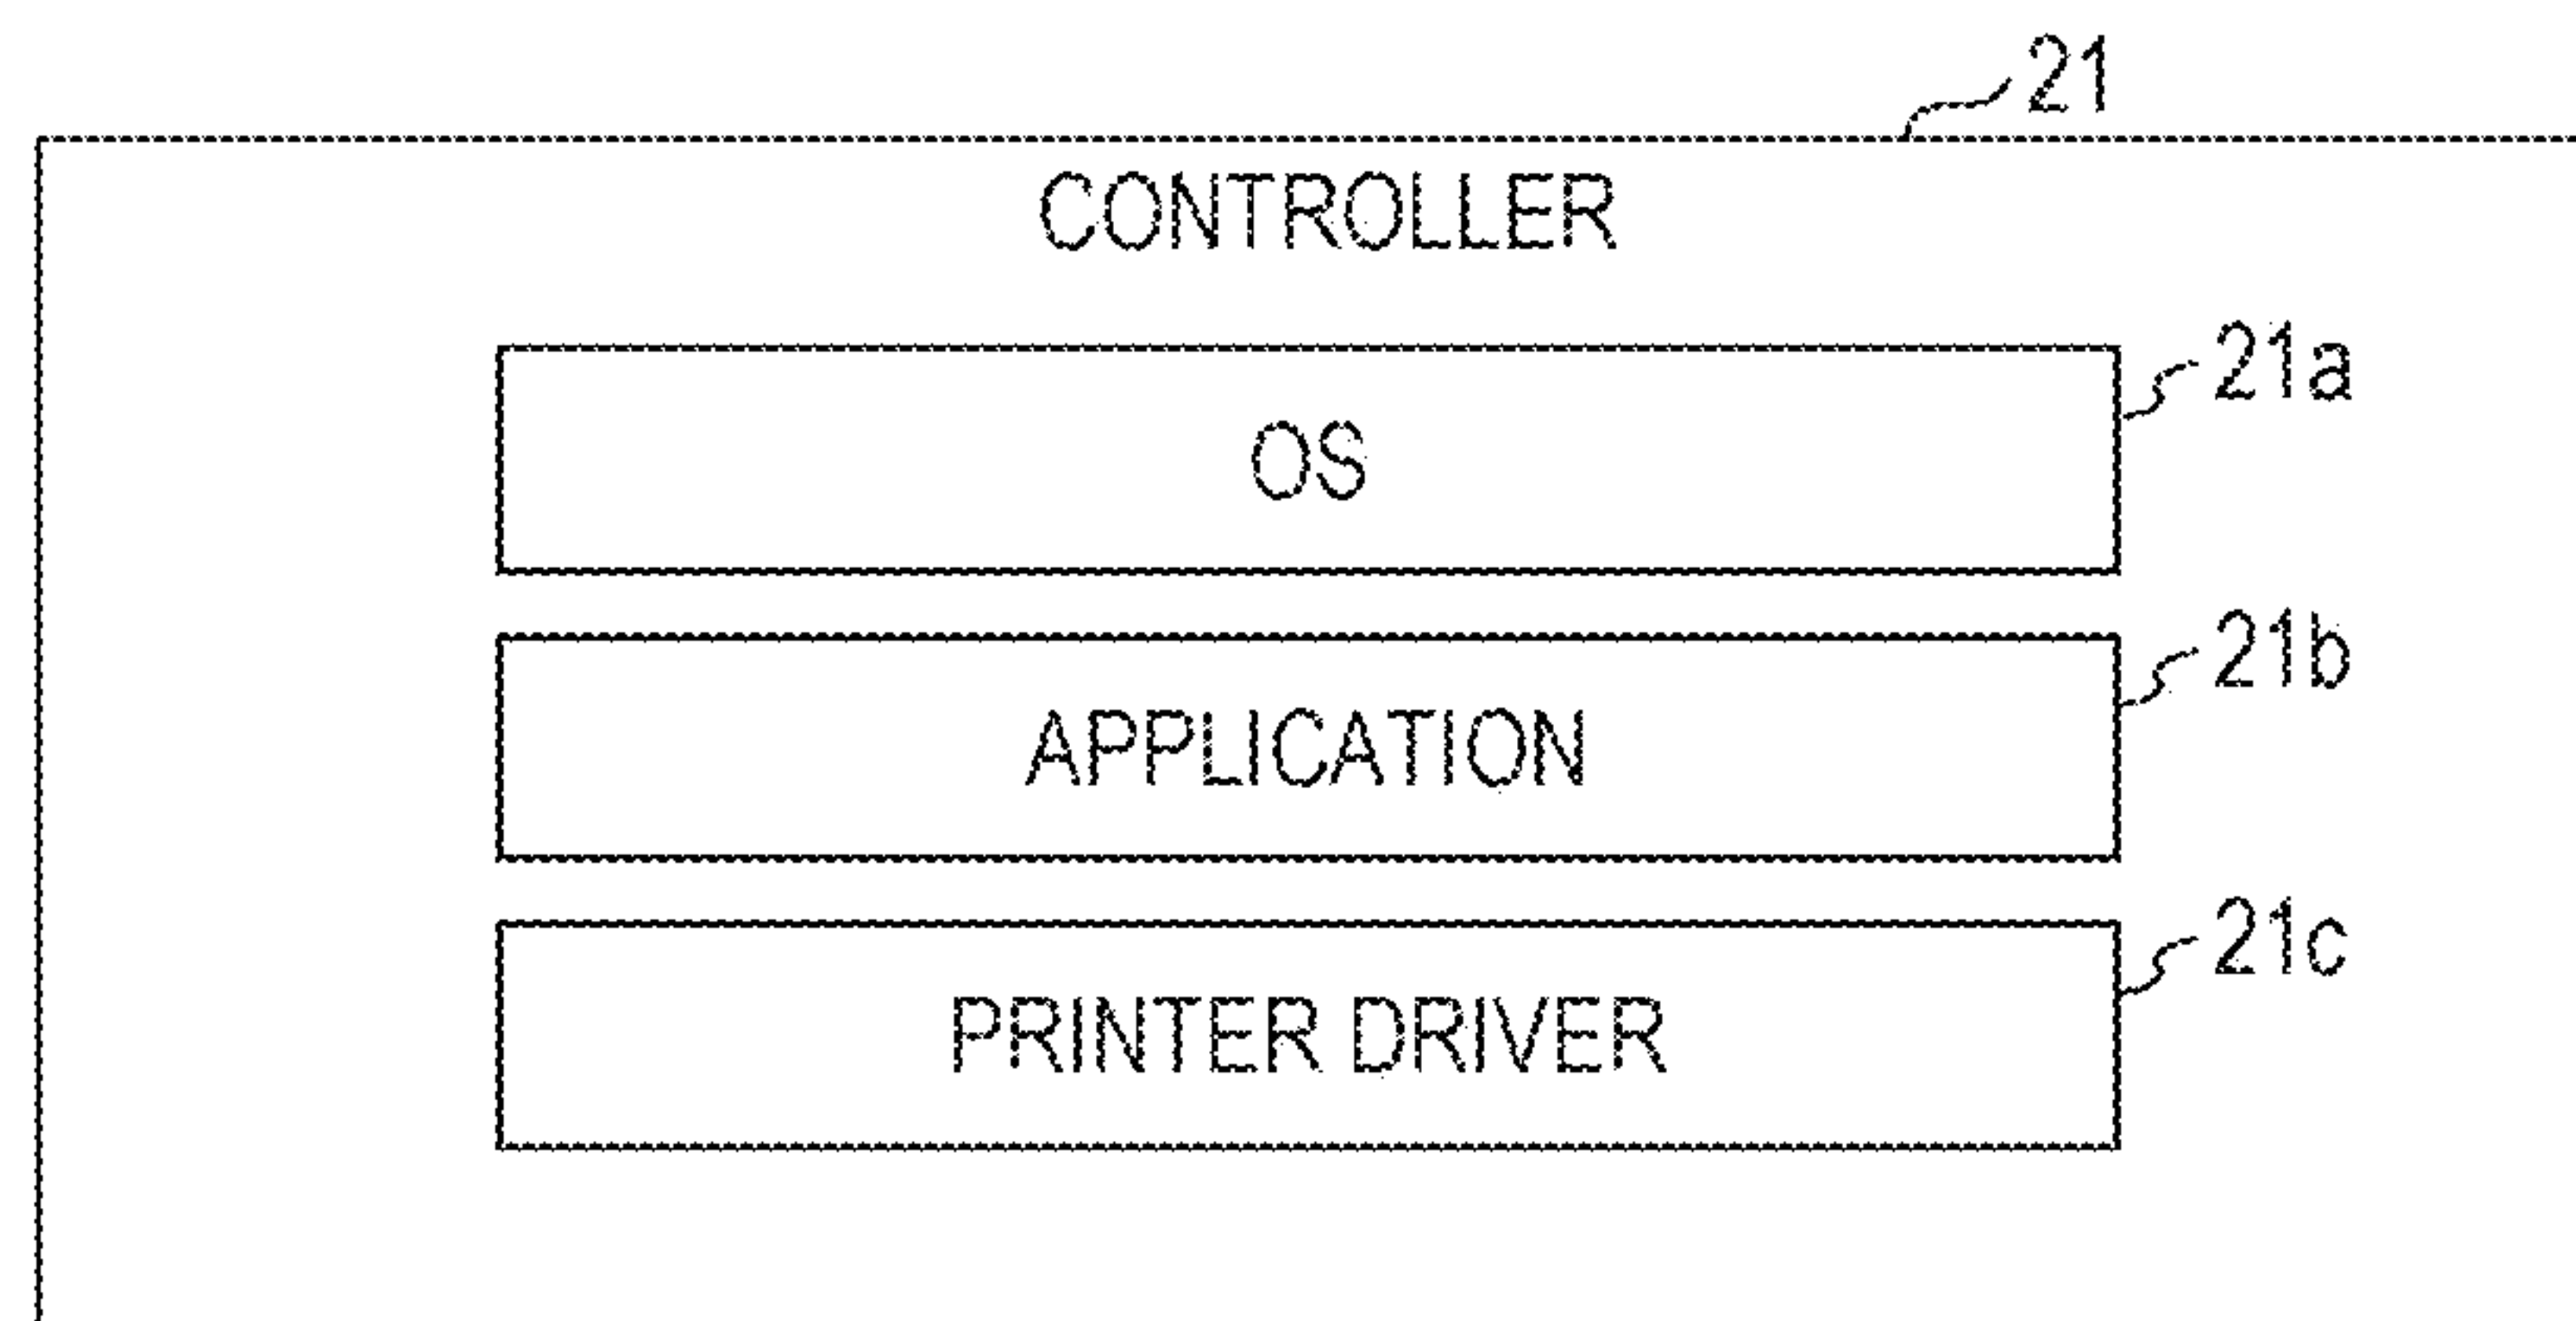 21
CONTROLLER
21a
OS
21b
APPLICATION
21c
PRINTER DRIVER